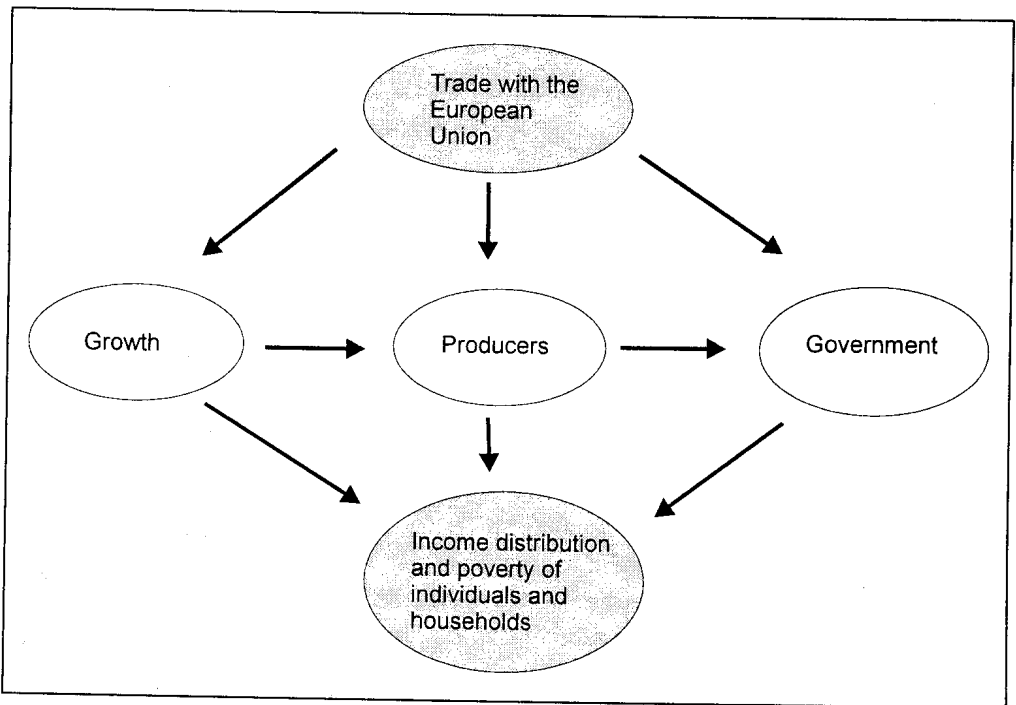 Trade with the
European
Union
Growth
Producers
Government
Income distribution
and poverty of
individuals and
households